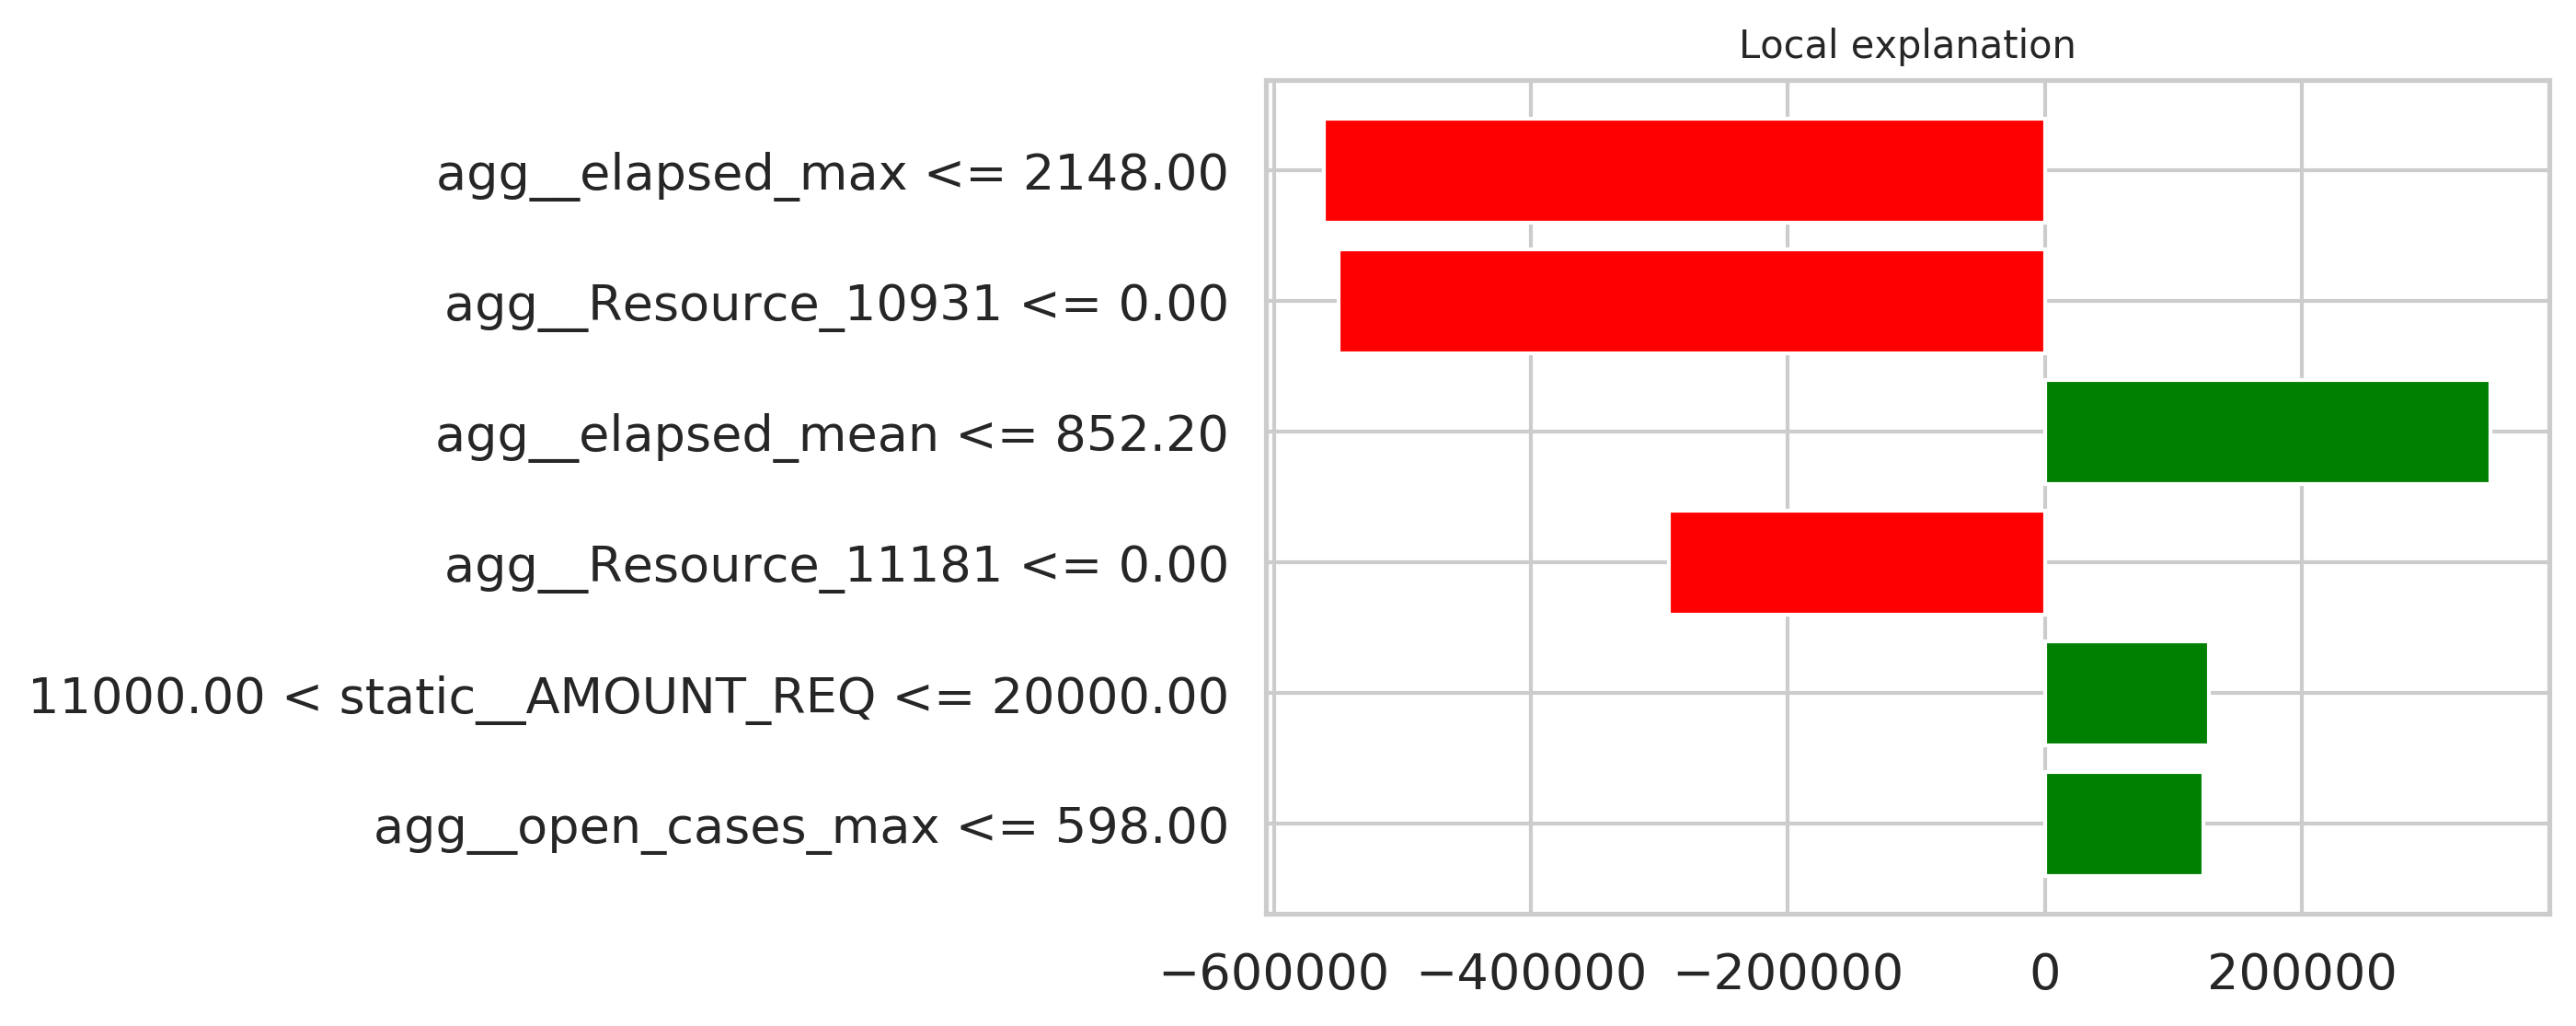 Local explanation
agg__elapsed_max <= 2148.00
agg__Resource_10931 <= 0.00
agg__elapsed_mean <= 852.20
agg__Resource_11181 <= 0.00
11000.00 < static__AMOUNT_REQ <= 20000.00
agg__open_cases_max <= 598.00
−600000 −400000 −200000 0 200000